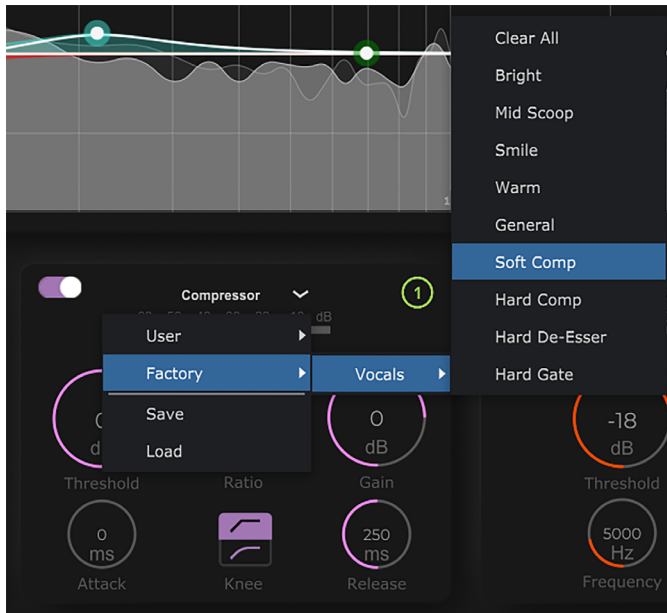 Clear All
Bright
Mid Scoop
Smile
Warm
General
Soft Comp
Hard Comp
Hard De-Esser
Hard Gate
1
Compressor
1
dB
User
Factory
Vocals
Save
Load
0
dB
-18
dB
Threshold
Ratio
Gain
Threshold
0
ms
250
ms
5000
Hz
Attack
Knee
Release
Frequency